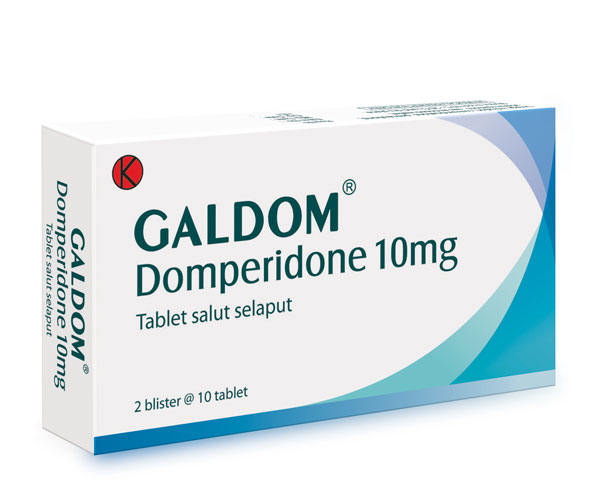 K
GALDOM®
Domperidone 10mg
Tablet salut selaput
2 blister @ 10 tablet
GALDOM®
Domperidone 10mg
Tablet salut selaput